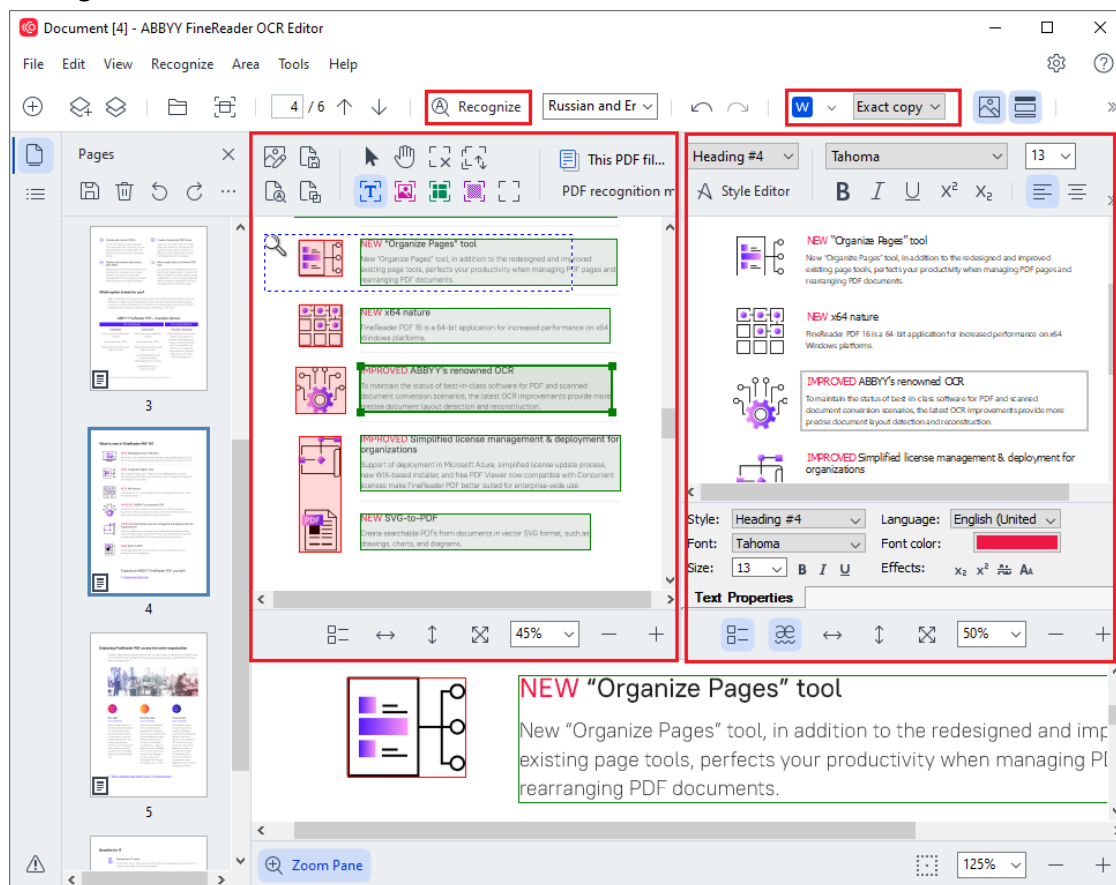 Document [4] - ABBYY FineReader OCR Editor
File Edit View Recognize Area Tools Help
4 / 6 Recognize Russian and Er W Exact copy »
Pages
This PDF fil...
PDF recognition m
Heading #4 Tahoma 13
Style Editor B I U X² X₂ »
3
4
5
NEW "Organize Pages" tool
New "Organize Pages" tool, in addition to the redesigned and improved
existing page tools, perfects your productivity when managing PDF pages and
rearranging PDF documents.
NEW x64 nature
FineReader PDF 16 is a 64-bit application for increased performance on x64
Windows platforms.
IMPROVED ABBYY's renowned OCR
To maintain the status of best-in-class software for PDF and scanned
document conversion scenarios, the latest OCR improvements provide more
precise document layout detection and reconstruction.
IMPROVED Simplified license management & deployment for
organizations
Support of deployment in Microsoft Azure, simplified license update process,
new WIX-based installer, and free PDF Viewer now compatible with Concurrent
licenses make FineReader PDF better suited for enterprise-wide use.
PDF
NEW SVG-to-PDF
Create searchable PDFs from documents in vector SVG format, such as
drawings, charts, and diagrams.
45%
NEW "Organize Pages" tool
New "Organize Pages" tool, in addition to the redesigned and improved
existing page tools, perfects your productivity when managing PDF pages and
rearranging PDF documents.
NEW x64 nature
FineReader PDF 16 is a 64-bit application for increased performance on x64
Windows platforms.
IMPROVED ABBYY's renowned OCR
To maintain the status of best-in-class software for PDF and scanned
document conversion scenarios, the latest OCR improvements provide more
precise document layout detection and reconstruction.
IMPROVED Simplified license management & deployment for
organizations
Style: Heading #4 Language: English (United
Font: Tahoma Font color:
Size: 13 B I U Effects: X₂ X² Ab AA
Text Properties
æ 50%
NEW "Organize Pages" tool
New "Organize Pages" tool, in addition to the redesigned and imp
existing page tools, perfects your productivity when managing
rearranging PDF documents.
Zoom Pane 125%